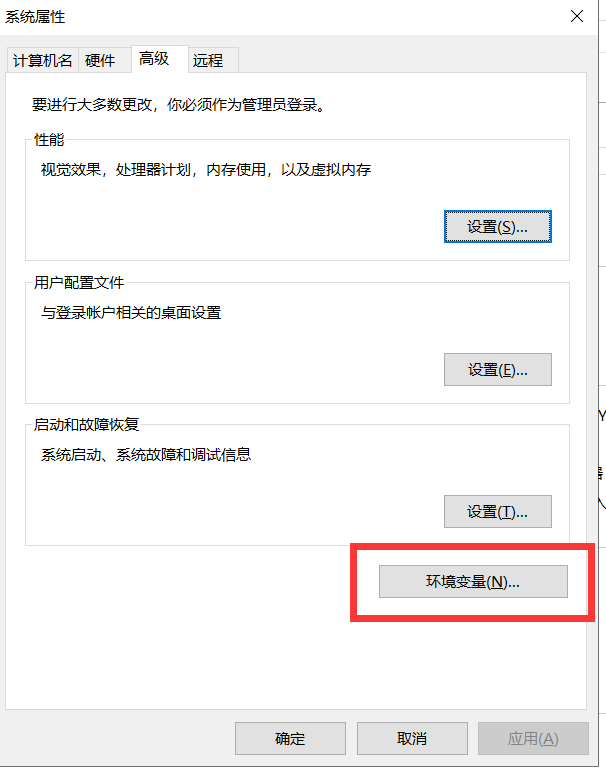 系统属性
计算机名 硬件 高级 远程
要进行大多数更改，你必须作为管理员登录。
性能
视觉效果，处理器计划，内存使用，以及虚拟内存
设置(S)...
用户配置文件
与登录帐户相关的桌面设置
设置(E)...
启动和故障恢复
系统启动、系统故障和调试信息
设置(T)...
环境变量(N)...
确定 取消 应用(A)